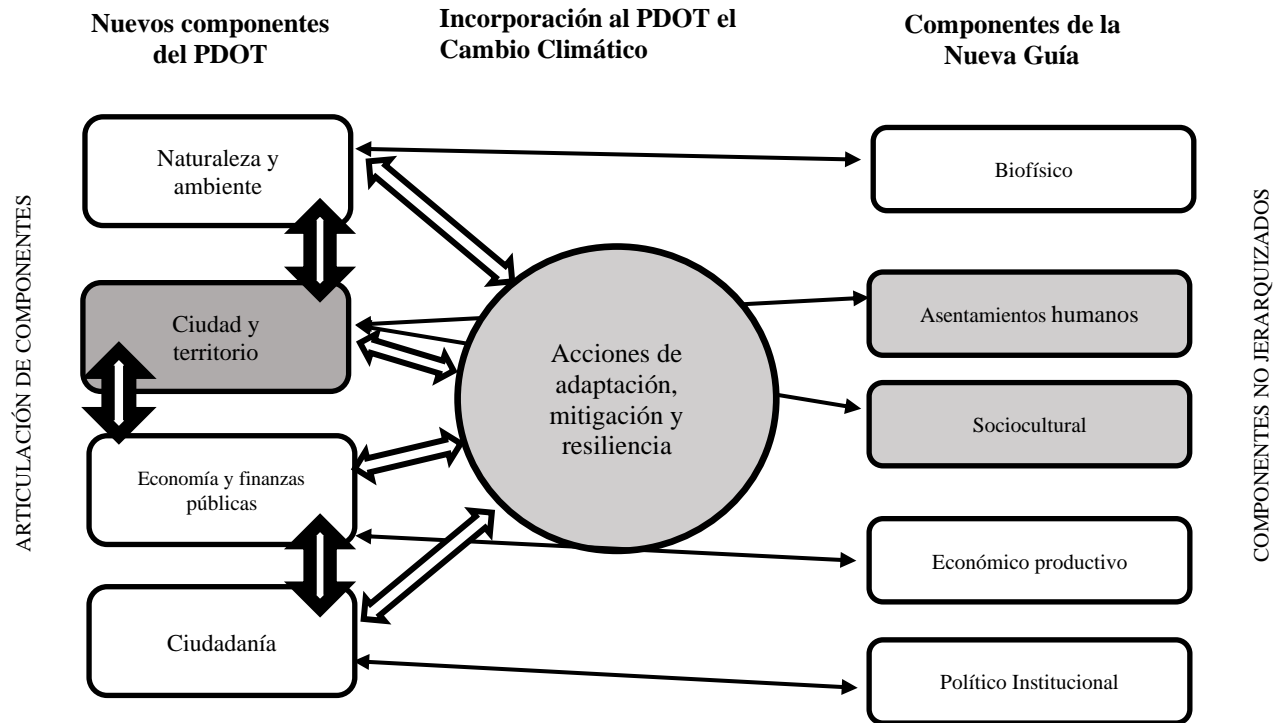 Nuevos componentes
del PDOT
Incorporación al PDOT el
Cambio Climático
Componentes de la
Nueva Guía
ARTICULACIÓN DE COMPONENTES
Naturaleza y
ambiente
Ciudad y
territorio
Economía y finanzas
públicas
Ciudadanía
Acciones de
adaptación,
mitigación y
resiliencia
Biofísico
Asentamientos humanos
Sociocultural
Económico productivo
Político Institucional
COMPONENTES NO JERARQUIZADOS